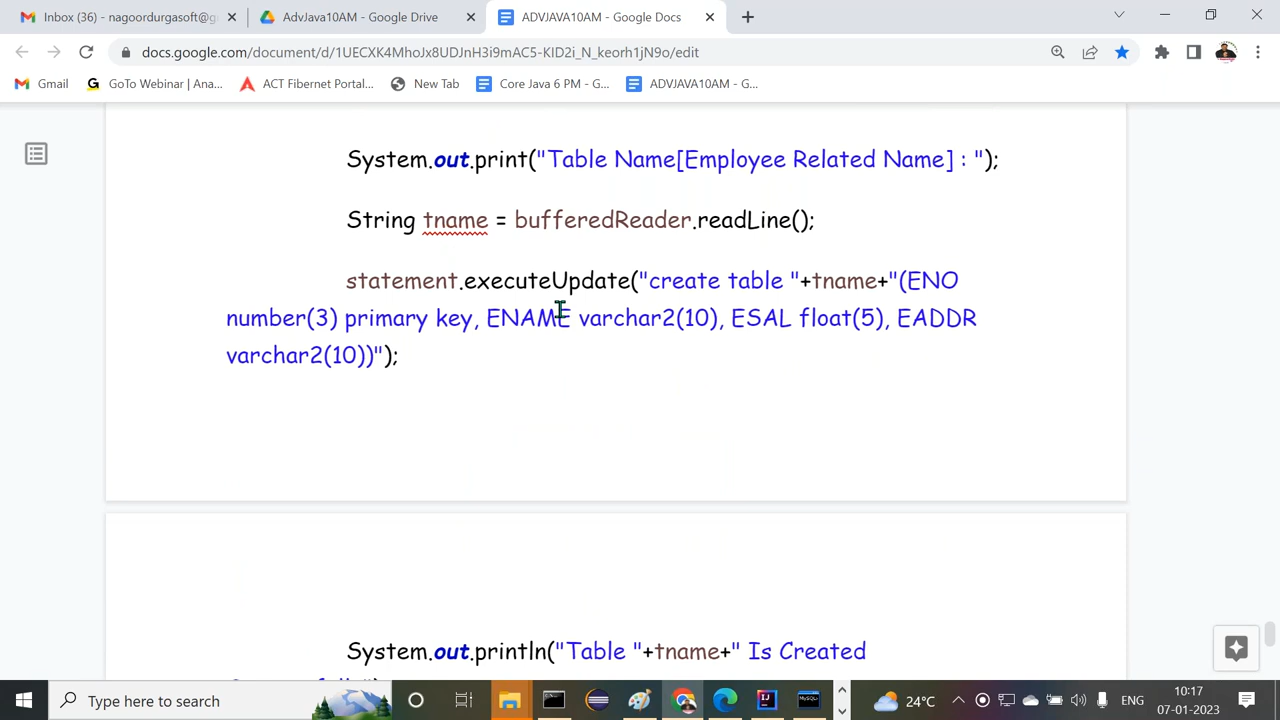 Inbox (36) - nagoordurgasoft@g
AdvJava10AM - Google Drive
ADVJAVA10AM - Google Docs
docs.google.com/document/d/1UECXK4MhoJx8UDJnH3i9mAC5-KID2i_N_keorh1jN9o/edit
Gmail
GoTo Webinar | Ana...
ACT Fibernet Portal...
New Tab
Core Java 6 PM - G...
ADVJAVA10AM - G...
System.out.print("Table Name[Employee Related Name] : ");
String tname = bufferedReader.readLine();
statement.executeUpdate("create table "+tname+"(ENO
number(3) primary key, ENAME varchar2(10), ESAL float(5), EADDR
varchar2(10))");
System.out.println("Table "+tname+" Is Created
Type here to search
24°C
ENG
10:17
07-01-2023